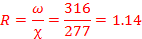 R = ω/χ = 316/277 = 1.14